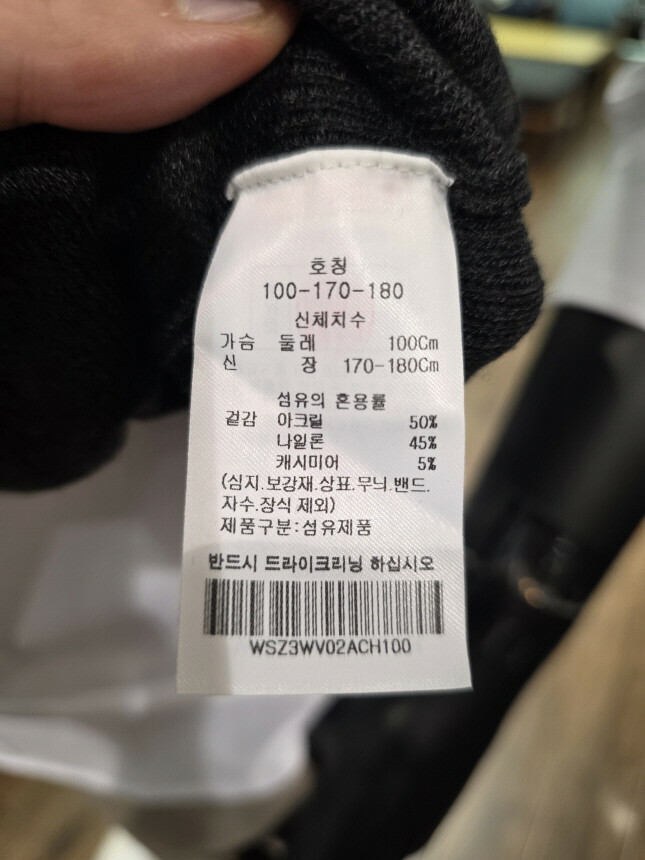 호칭
100-170-180
신체치수
가슴 둘레 100Cm
신 장 170-180Cm
섬유의 혼용률
겉감 아크릴 50%
나일론 45%
캐시미어 5%
(심지.보강재.상표.무늬.밴드.
자수.장식 제외)
제품구분:섬유제품
반드시 드라이크리닝 하십시오
WSZ3WV02ACH100